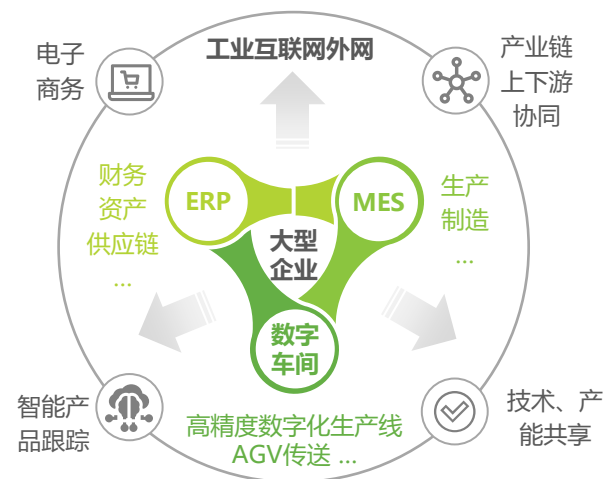 工业互联网外网
电子
商务
产业链
上下游
协同
财务
资产
供应链
...
ERP
MES
生产
制造
...
大型
企业
数字
车间
智能产
品跟踪
高精度数字化生产线
AGV传送 ...
技术、产
能共享